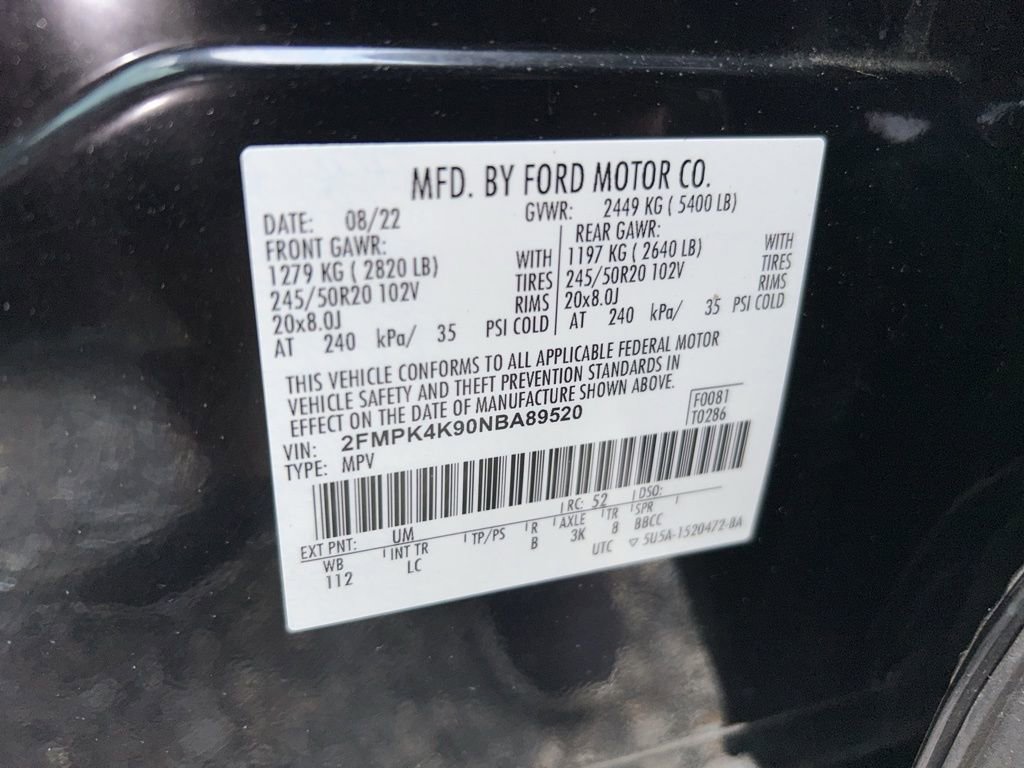 MFD. BY FORD MOTOR CO.
DATE: 08/22 GVWR: 2449 KG ( 5400 LB)
FRONT GAWR: REAR GAWR:
1279 KG ( 2820 LB) WITH 1197 KG ( 2640 LB) WITH
245/50R20 102V TIRES 245/50R20 102V TIRES
20x8.0J RIMS 20x8.0J RIMS
AT 240 kPa/ 35 PSI COLD AT 240 kPa/ 35 PSI COLD
THIS VEHICLE CONFORMS TO ALL APPLICABLE FEDERAL MOTOR
VEHICLE SAFETY AND THEFT PREVENTION STANDARDS IN
EFFECT ON THE DATE OF MANUFACTURE SHOWN ABOVE.
VIN: 2FMPK4K90NBA89520 F0081
TYPE: MPV T0286
EXT PNT: UM RC: 52 DSO:
WB INT TR TP/PS R AXLE TR SPR
112 LC B 3K 8 BBCC
UTC ▽ 5U5A-1520472-BA